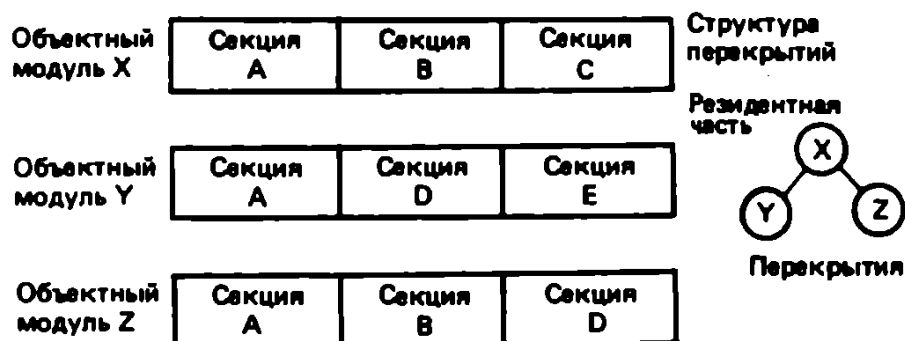 Объектный
модуль X
Секция
A
Секция
B
Секция
C
Структура
перекрытий
Объектный
модуль Y
Секция
A
Секция
D
Секция
E
Резидентная
часть
X
Y
Z
Перекрытия
Объектный
модуль Z
Секция
A
Секция
B
Секция
D